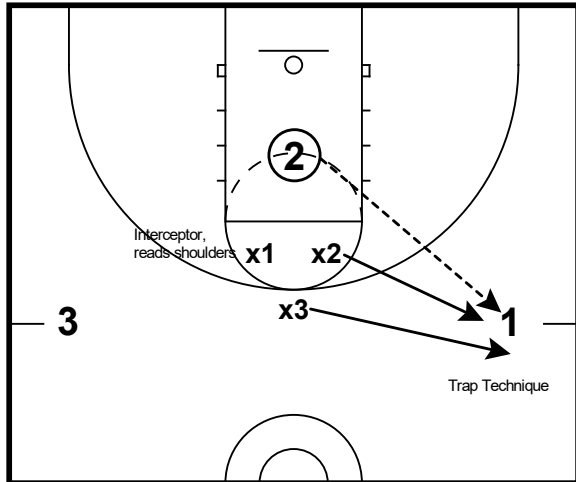 2
Interceptor,
reads shoulders
x1
x2
x3
3
1
Trap Technique